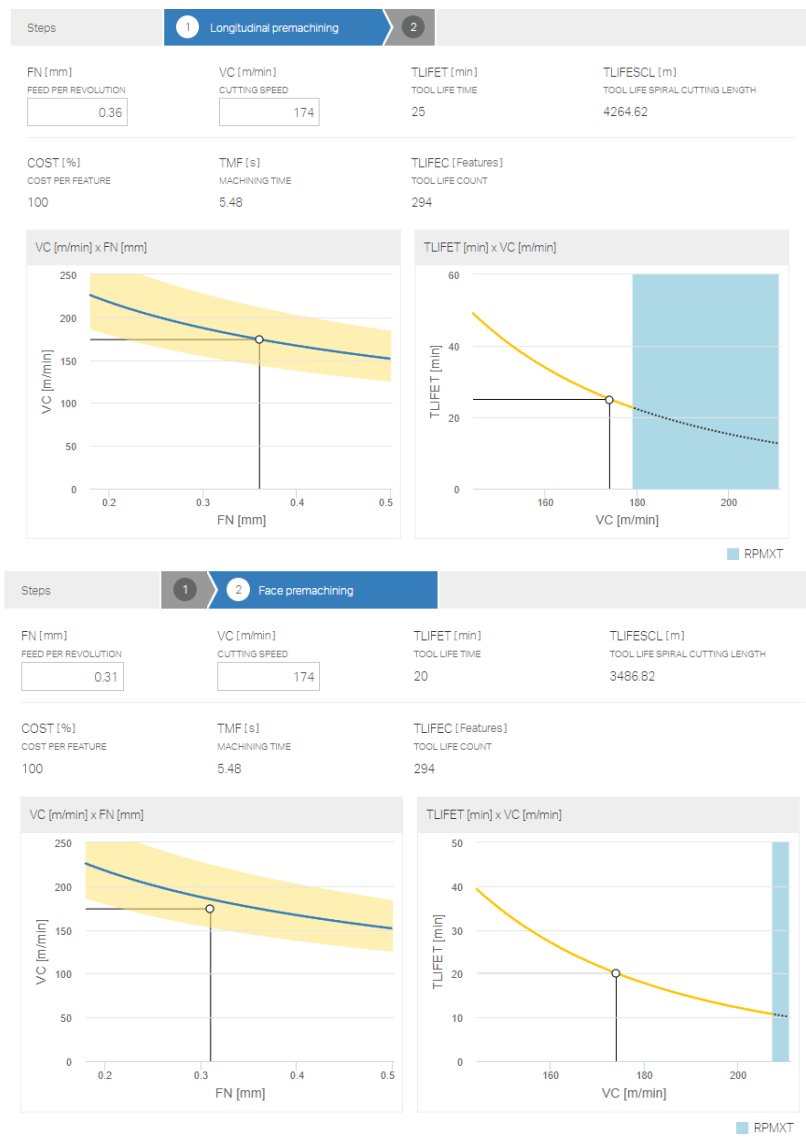 Steps 1 Longitudinal premachining 2
FN [mm] VC [m/min] TLIFET [min] TLIFESCL [m]
FEED PER REVOLUTION CUTTING SPEED TOOL LIFE TIME TOOL LIFE SPIRAL CUTTING LENGTH
0.36 174 25 4264.62
COST [%] TMF [s] TLIFEC [Features]
COST PER FEATURE MACHINING TIME TOOL LIFE COUNT
100 5.48 294
VC [m/min] x FN [mm]
250
200
150
100
50
0
VC [m/min]
0.2 0.3 0.4 0.5
FN [mm]
TLIFET [min] x VC [m/min]
60
40
20
0
TLIFET [min]
160 180 200
VC [m/min]
RPMXT
Steps 1 2 Face premachining
FN [mm] VC [m/min] TLIFET [min] TLIFESCL [m]
FEED PER REVOLUTION CUTTING SPEED TOOL LIFE TIME TOOL LIFE SPIRAL CUTTING LENGTH
0.31 174 20 3486.82
COST [%] TMF [s] TLIFEC [Features]
COST PER FEATURE MACHINING TIME TOOL LIFE COUNT
100 5.48 294
VC [m/min] x FN [mm]
250
200
150
100
50
0
VC [m/min]
0.2 0.3 0.4 0.5
FN [mm]
TLIFET [min] x VC [m/min]
50
40
30
20
10
0
TLIFET [min]
160 180 200
VC [m/min]
RPMXT